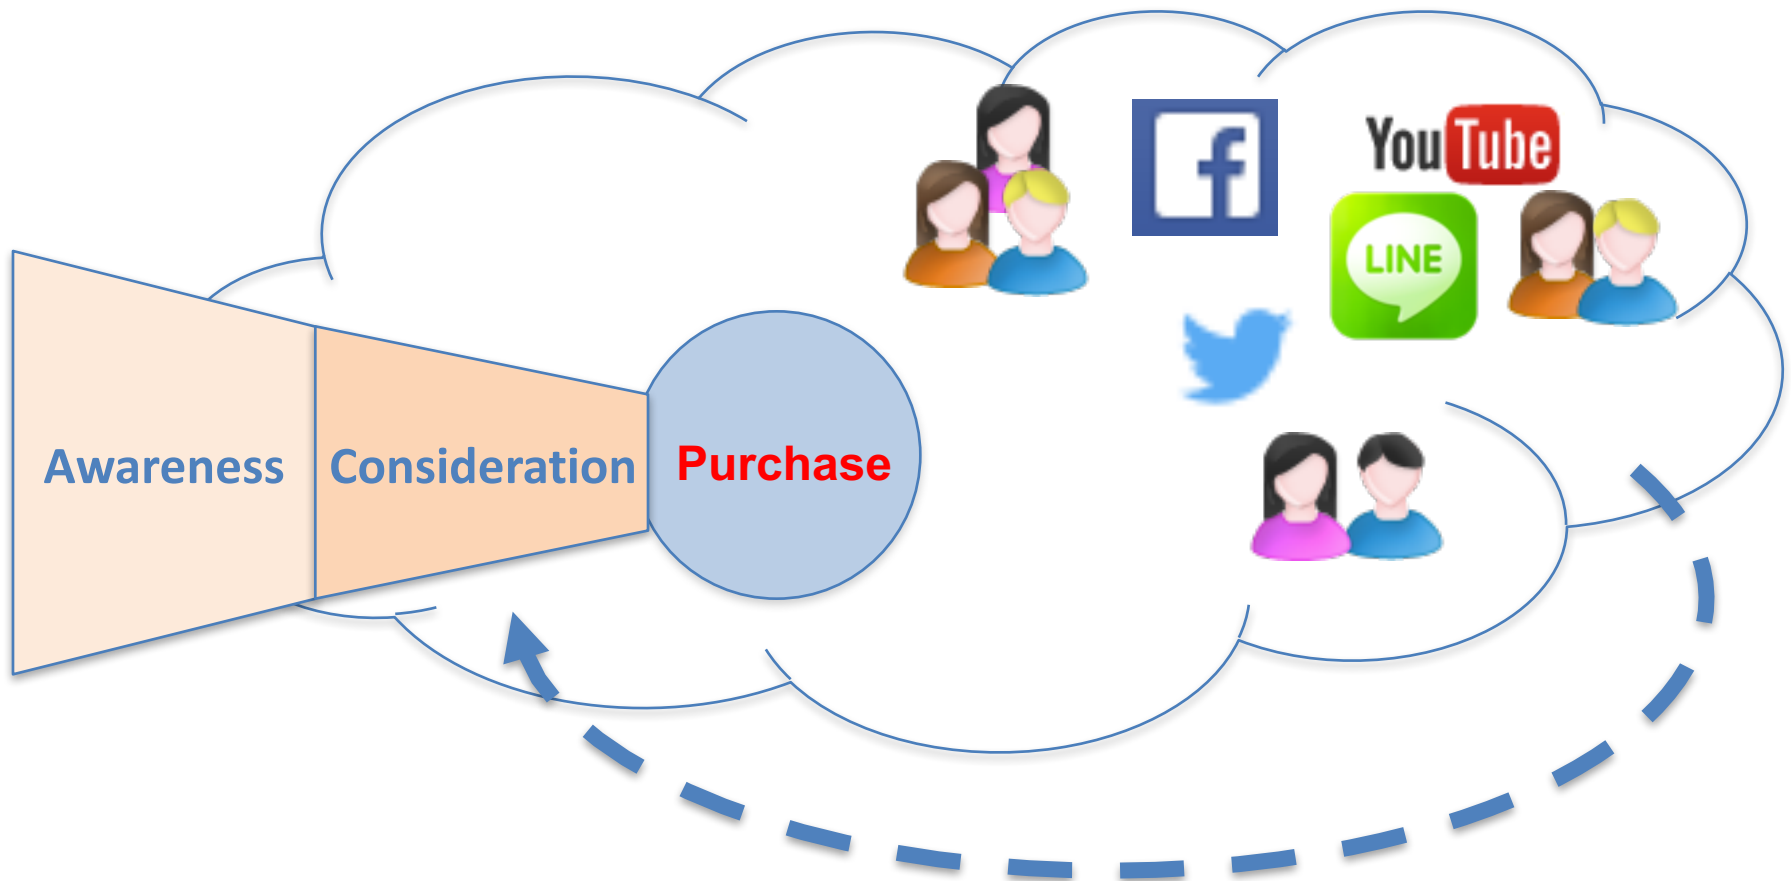 YouTube
LINE
Awareness
Consideration
Purchase